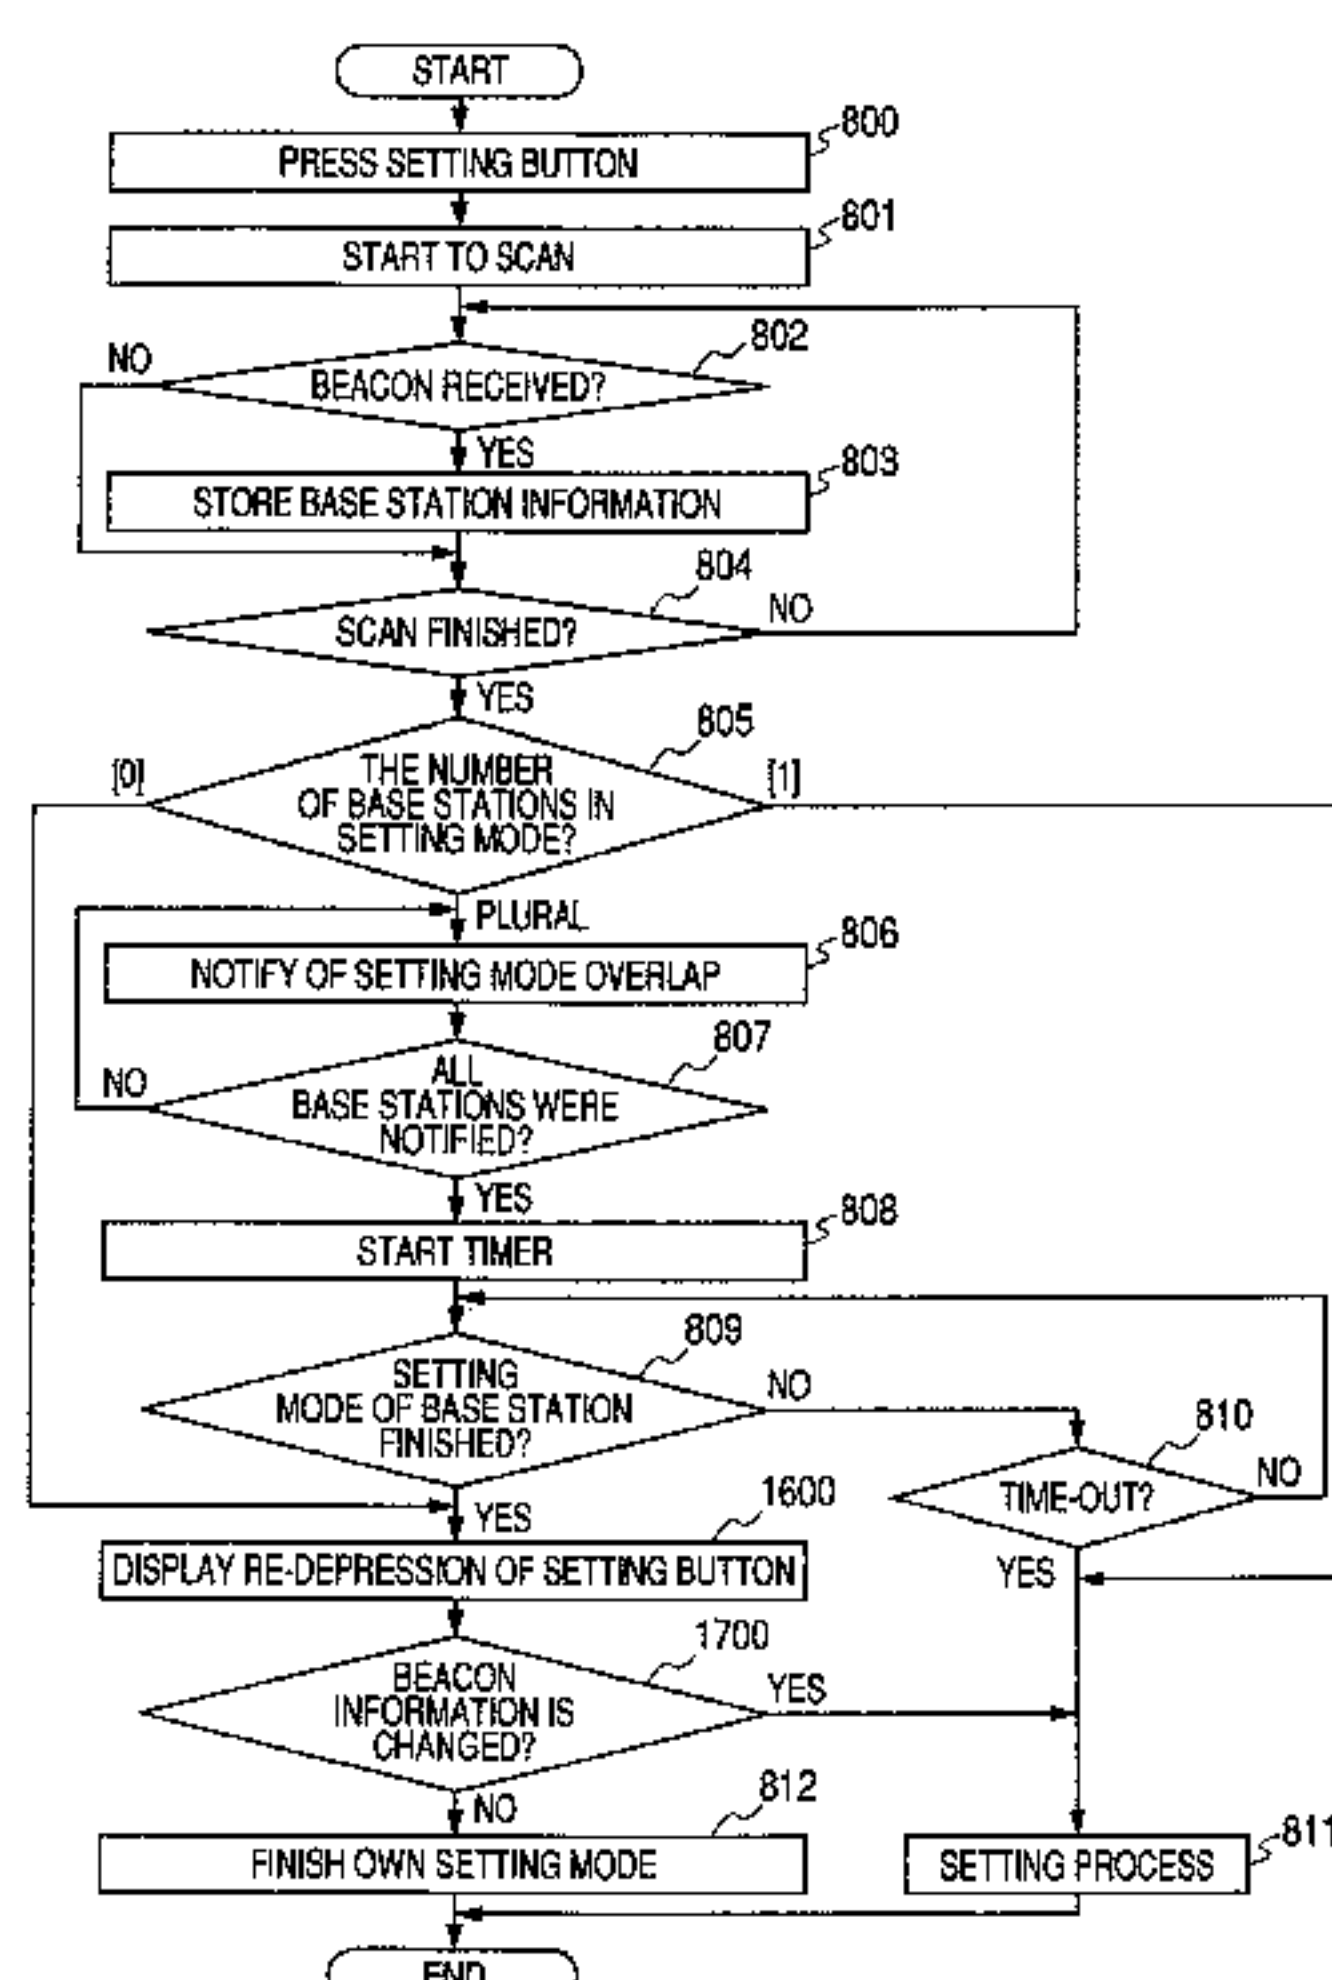 START
800
PRESS SETTING BUTTON
801
START TO SCAN
802
NO
BEACON RECEIVED?
YES
803
STORE BASE STATION INFORMATION
804
NO
SCAN FINISHED?
YES
805
[0]
[1]
THE NUMBER
OF BASE STATIONS IN
SETTING MODE?
PLURAL
806
NOTIFY OF SETTING MODE OVERLAP
807
NO
ALL
BASE STATIONS WERE
NOTIFIED?
YES
808
START TIMER
809
SETTING
MODE OF BASE STATION
FINISHED?
NO
810
TIME-OUT?
NO
YES
YES
1600
DISPLAY RE-DEPRESSION OF SETTING BUTTON
1700
BEACON
INFORMATION IS
CHANGED?
YES
NO
812
FINISH OWN SETTING MODE
811
SETTING PROCESS
END